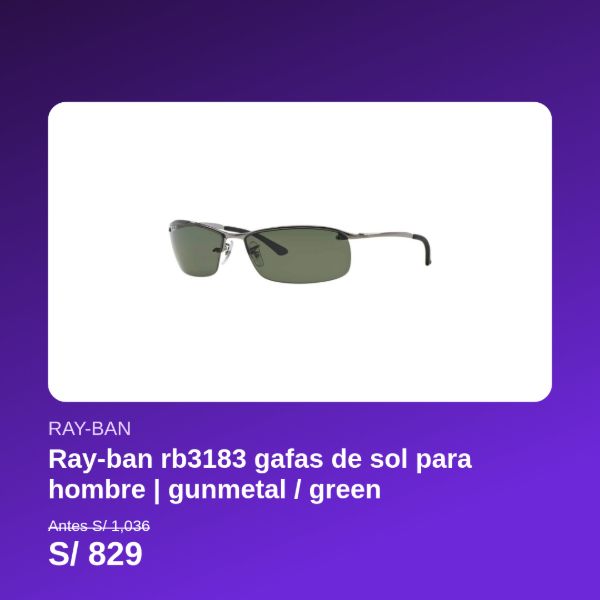 RAY-BAN
Ray-ban rb3183 gafas de sol para
hombre | gunmetal / green
Antes S/ 1,036
S/ 829